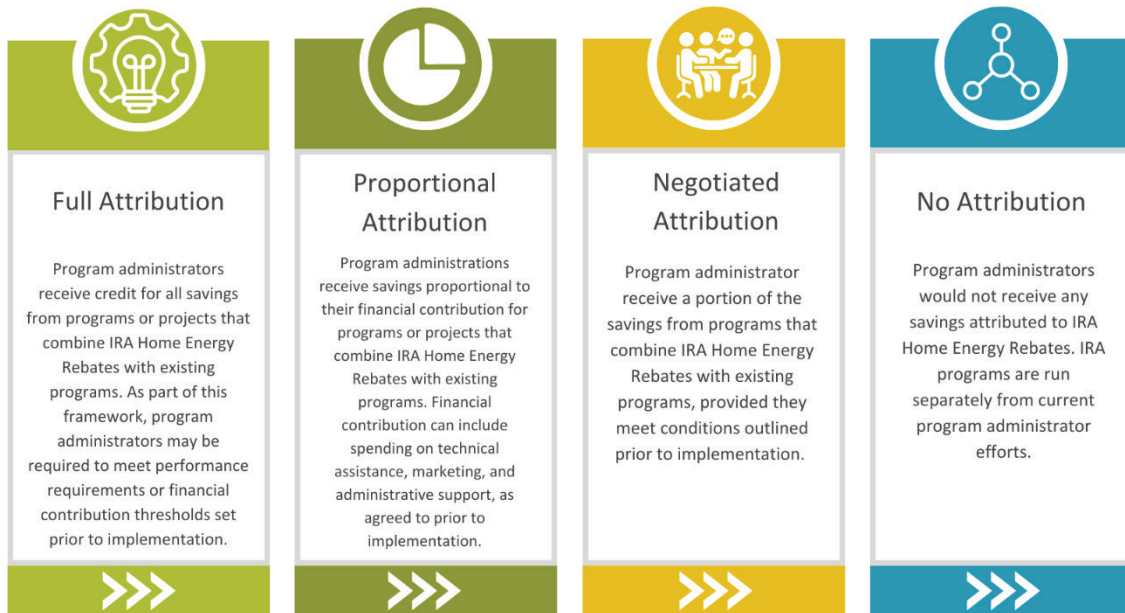 Full Attribution
Program administrators
receive credit for all savings
from programs or projects that
combine IRA Home Energy
Rebates with existing
programs. As part of this
framework, program
administrators may be
required to meet performance
requirements or financial
contribution thresholds set
prior to implementation.
Proportional
Attribution
Program administrations
receive savings proportional to
their financial contribution for
programs or projects that
combine IRA Home Energy
Rebates with existing
programs. Financial
contribution can include
spending on technical
assistance, marketing, and
administrative support, as
agreed to prior to
implementation.
Negotiated
Attribution
Program administrator
receive a portion of the
savings from programs that
combine IRA Home Energy
Rebates with existing
programs, provided they
meet conditions outlined
prior to implementation.
No Attribution
Program administrators
would not receive any
savings attributed to IRA
Home Energy Rebates. IRA
programs are run
separately from current
program administrator
efforts.